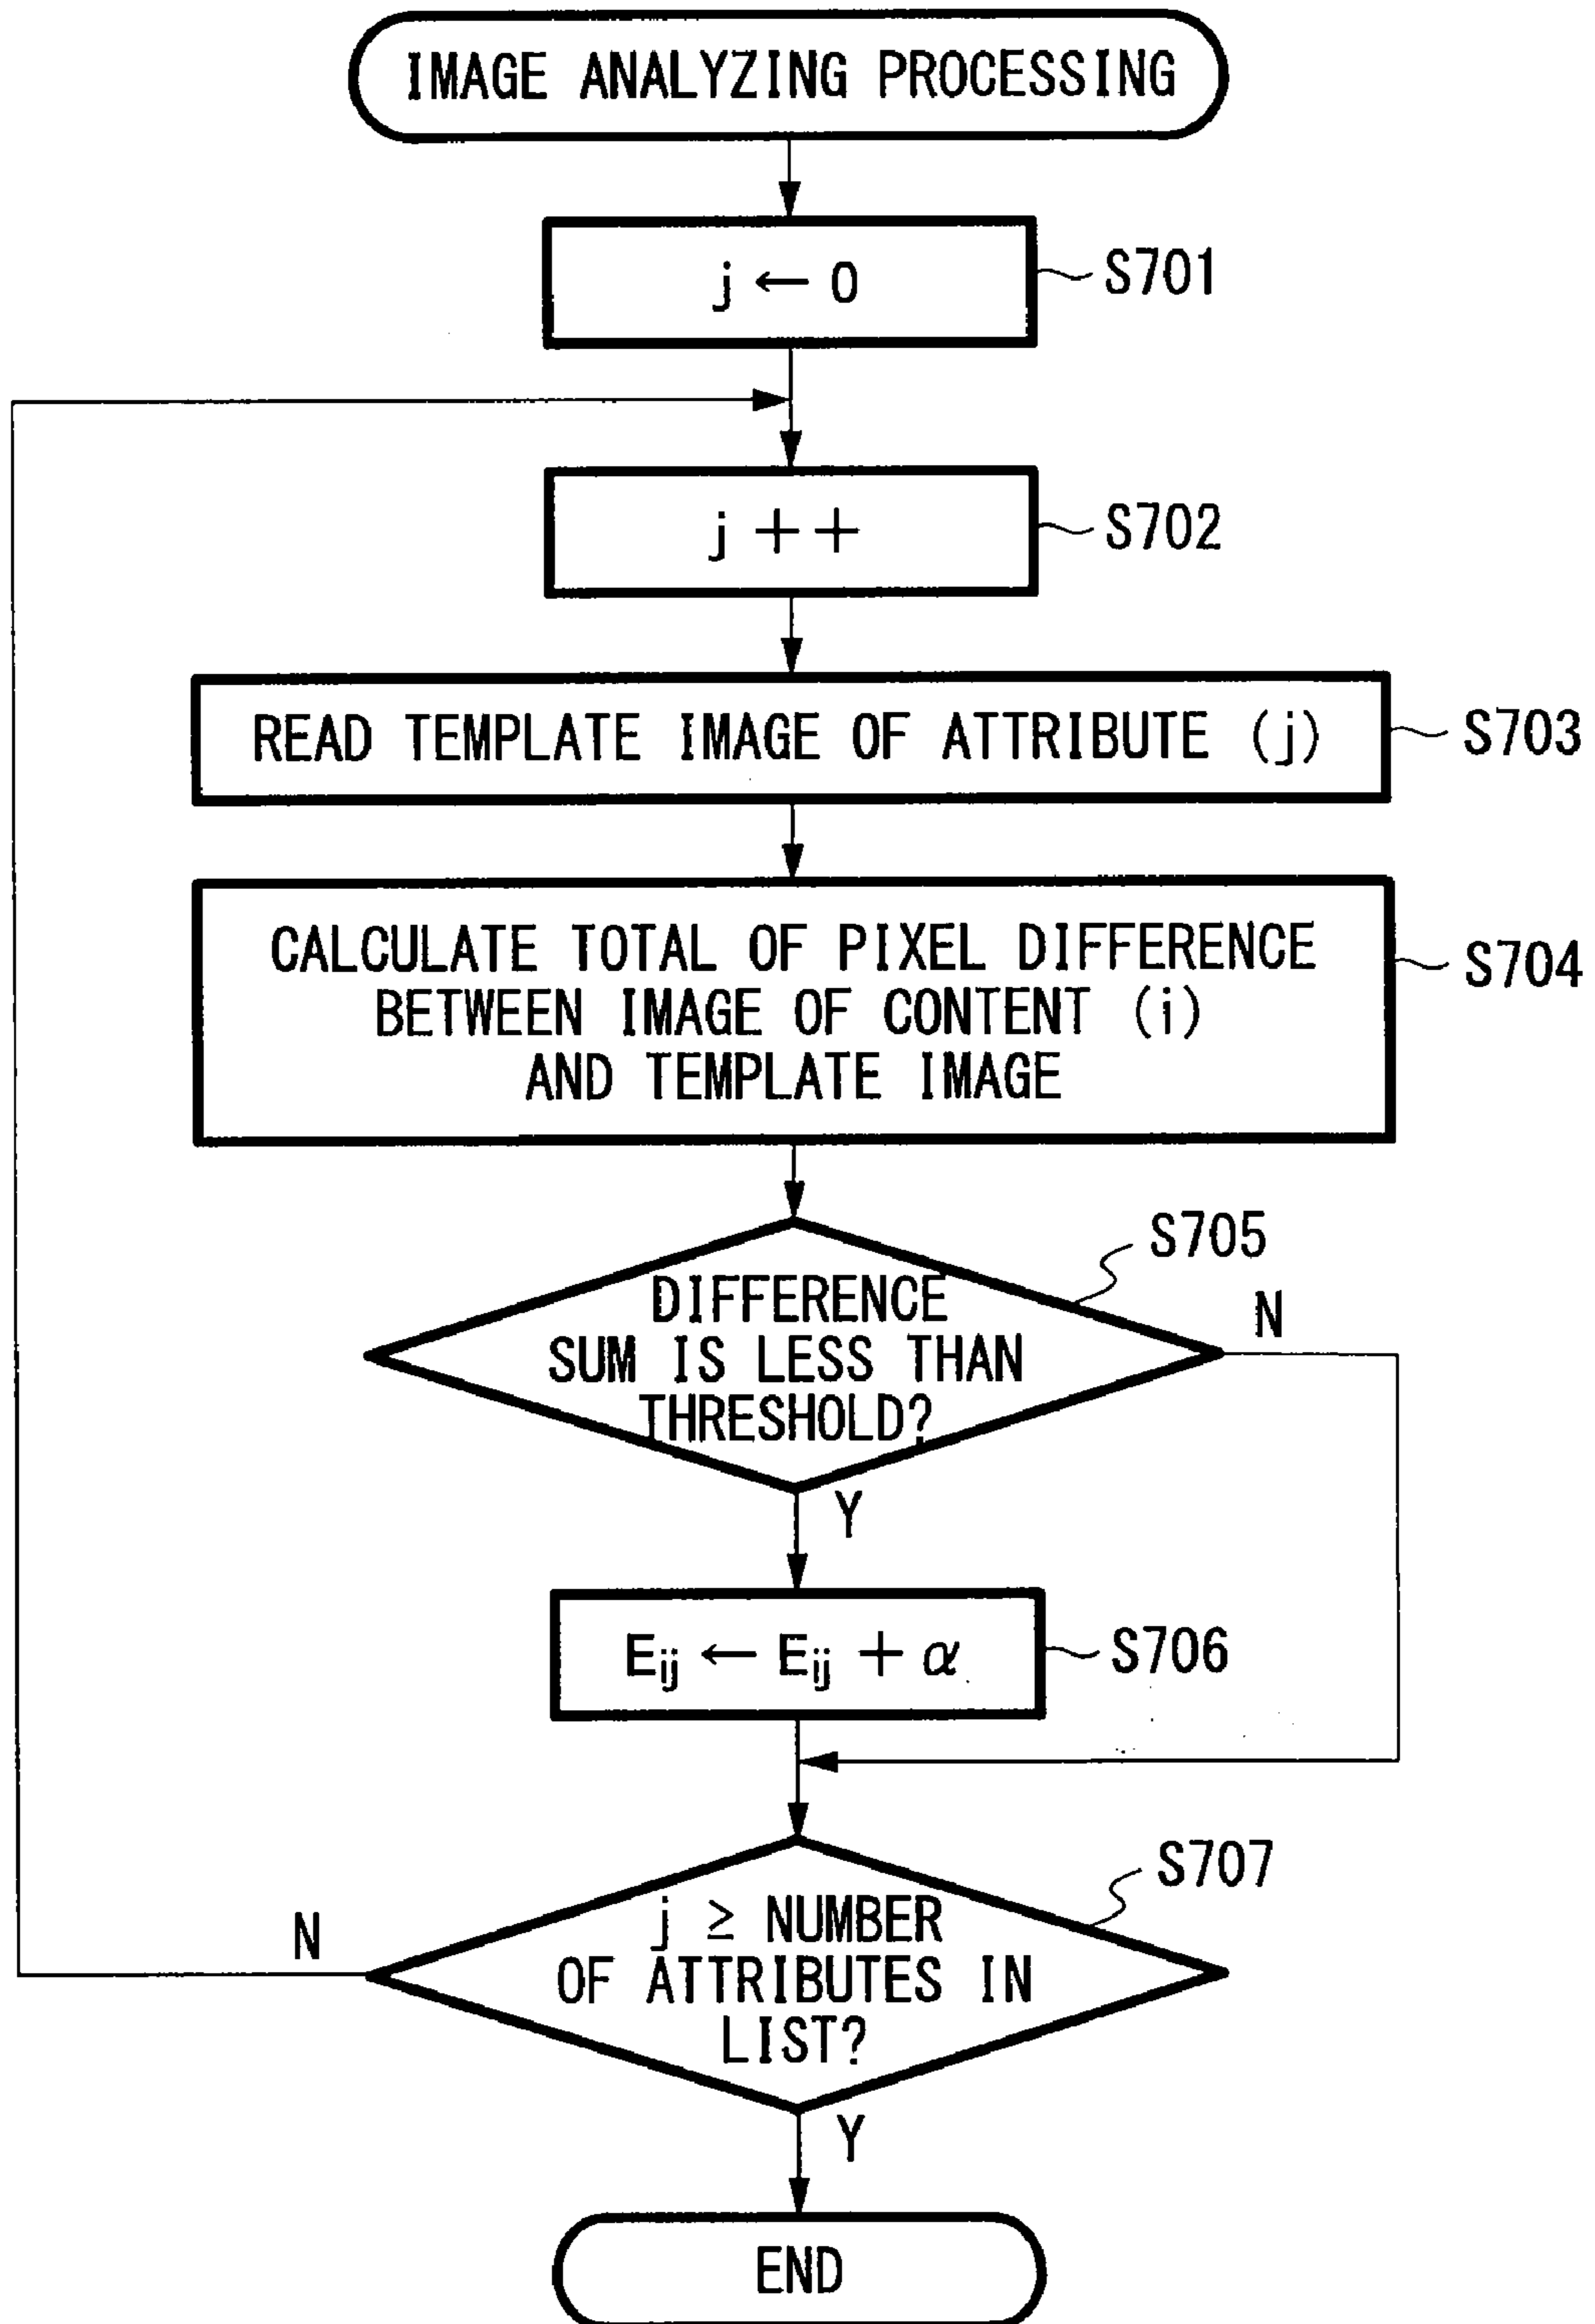 IMAGE ANALYZING PROCESSING
j ← 0
S701
j ++
S702
READ TEMPLATE IMAGE OF ATTRIBUTE (j)
S703
CALCULATE TOTAL OF PIXEL DIFFERENCE
BETWEEN IMAGE OF CONTENT (i)
AND TEMPLATE IMAGE
S704
S705
DIFFERENCE
SUM IS LESS THAN
THRESHOLD?
N
Y
Eij ← Eij + α
S706
S707
j ≥ NUMBER
OF ATTRIBUTES IN
LIST?
N
Y
END